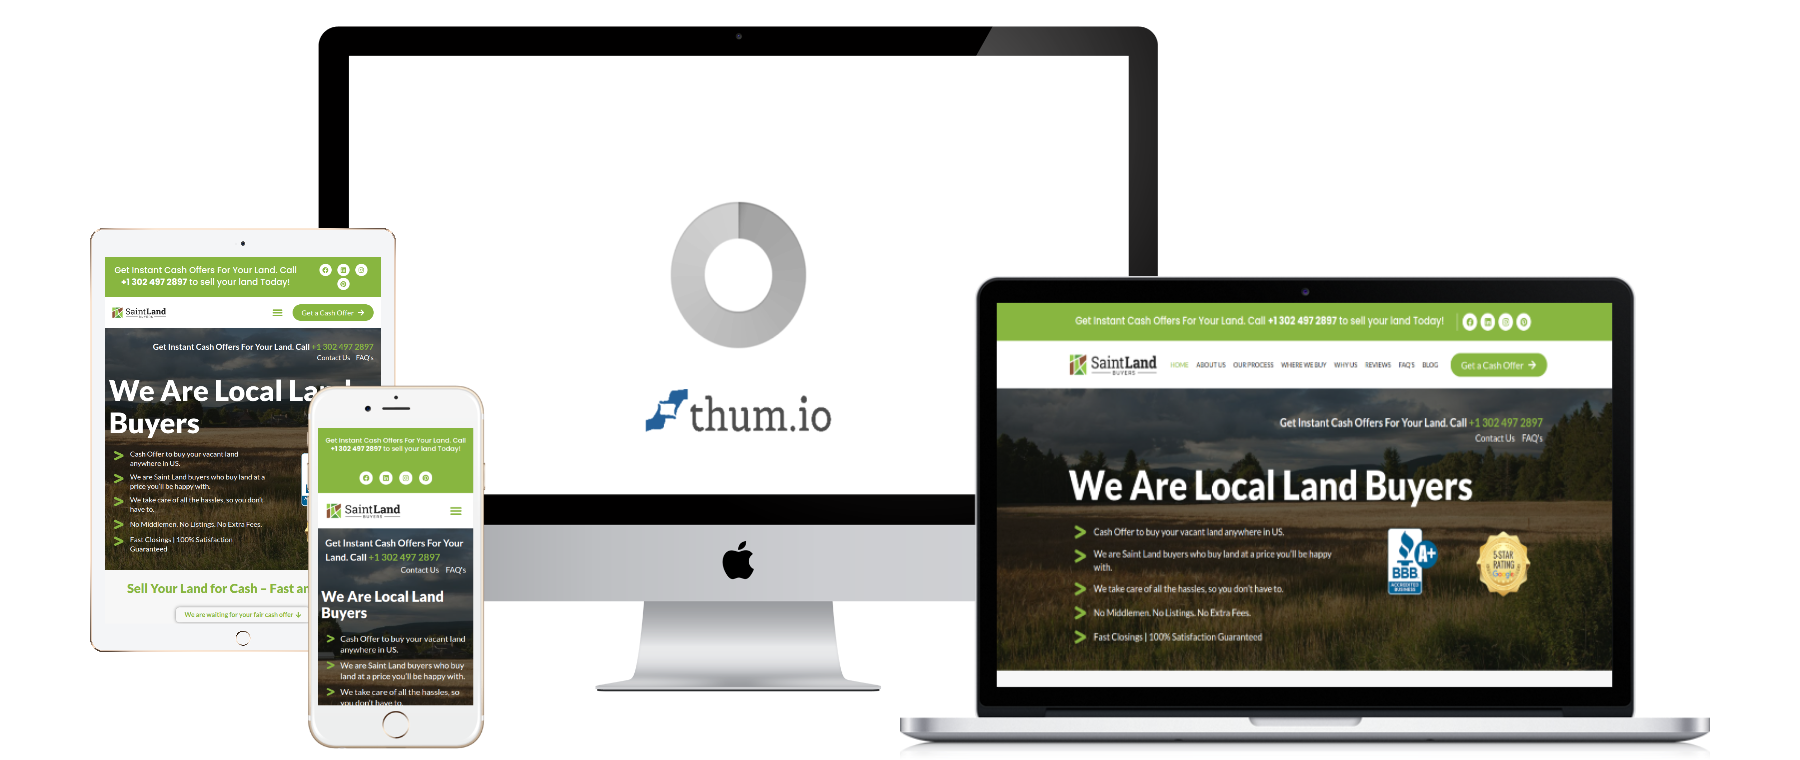 thum.io
Get Instant Cash Offers For Your Land. Call
+1 302 497 2897 to sell your land Today!
SaintLand
BUYERS
Get a Cash Offer
Get Instant Cash Offers For Your Land. Call +1 302 497 2897
Contact Us FAQ's
We Are Local Land
Buyers
Cash Offer to buy your vacant land
anywhere in US.
We are Saint Land buyers who buy land at a
price you'll be happy with.
We take care of all the hassles, so you don't
have to.
No Middlemen. No Listings. No Extra Fees.
Fast Closings | 100% Satisfaction
Guaranteed
Sell Your Land for Cash – Fast an
We are waiting for your fair cash offer
Get Instant Cash Offers For Your Land. Call
+1 302 497 2897 to sell your land Today!
SaintLand
BUYERS
Get Instant Cash Offers For Your
Land. Call +1 302 497 2897
Contact Us FAQ's
We Are Local Land
Buyers
Cash Offer to buy your vacant land
anywhere in US.
We are Saint Land buyers who buy
land at a price you'll be happy with.
We take care of all the hassles, so
you don't have to.
Get Instant Cash Offers For Your Land. Call +1 302 497 2897 to sell your land Today!
SaintLand
BUYERS
HOME ABOUT US OUR PROCESS WHERE WE BUY WHY US REVIEWS FAQ'S BLOG
Get a Cash Offer
Get Instant Cash Offers For Your Land. Call +1 302 497 2897
Contact Us FAQ's
We Are Local Land Buyers
Cash Offer to buy your vacant land anywhere in US.
We are Saint Land buyers who buy land at a price you'll be happy
with.
We take care of all the hassles, so you don't have to.
No Middlemen. No Listings. No Extra Fees.
Fast Closings | 100% Satisfaction Guaranteed
A+
BBB
ACCREDITED
BUSINESS
5-STAR
RATING
Google